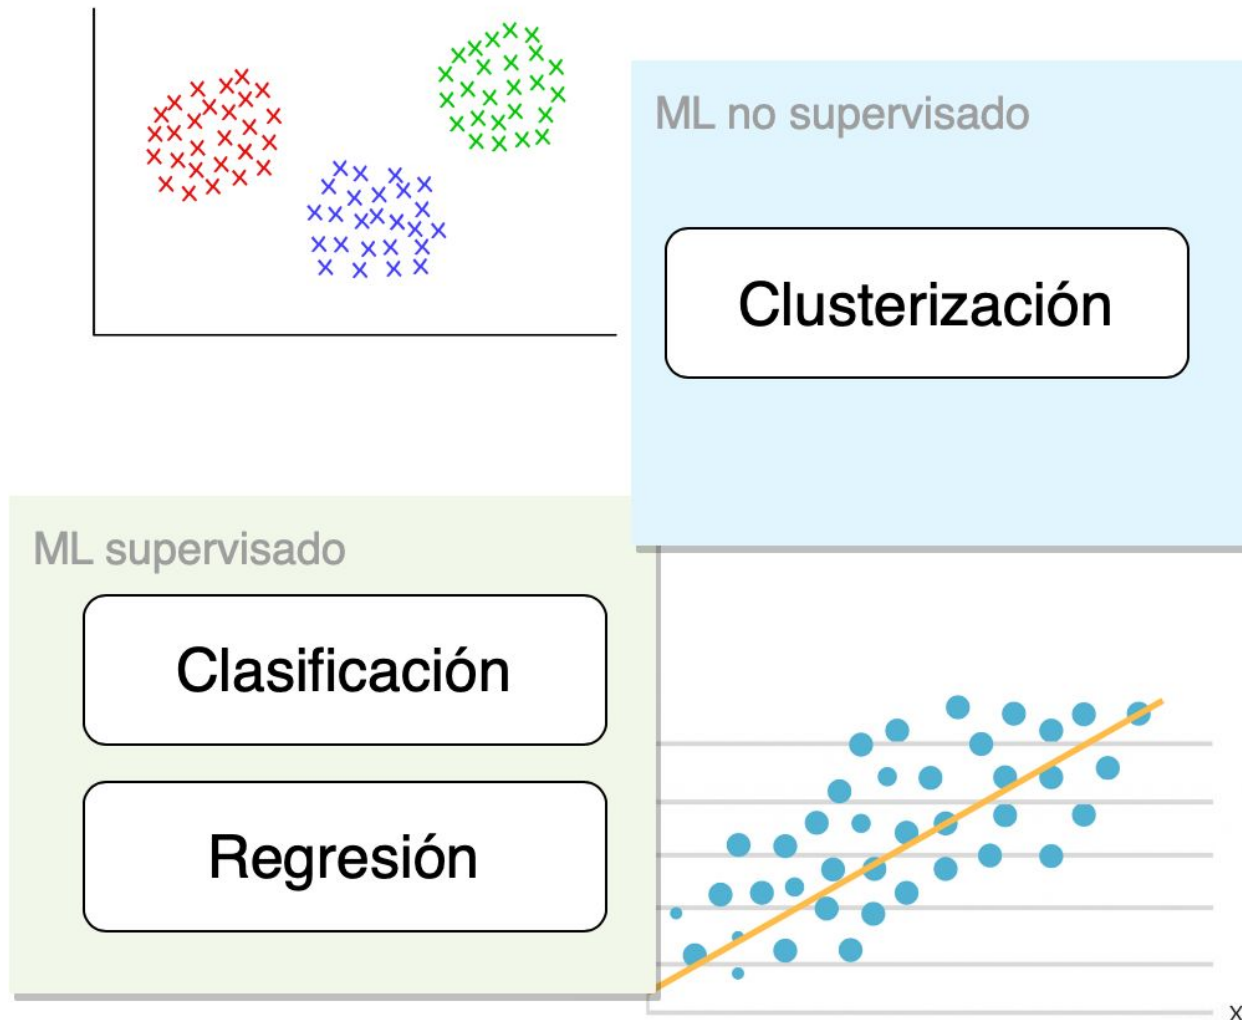 ML no supervisado
Clusterización
ML supervisado
Clasificación
Regresión
x